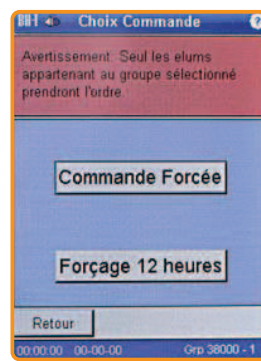 Choix Commande
Avertissement: Seul les elums
appartenant au groupe sélectionné
prendront l'ordre.
Commande Forcée
Forçage 12 heures
Retour
00:00:00 00-00-00 Grp 38000 - 1